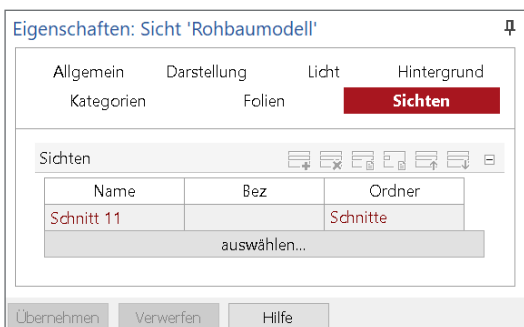 Eigenschaften: Sicht 'Rohbaumodell'
Allgemein Darstellung Licht Hintergrund
Kategorien Folien Sichten
Sichten
Name Bez Ordner
Schnitt 11 Schnitte
auswählen...
Übernehmen Verwerfen Hilfe